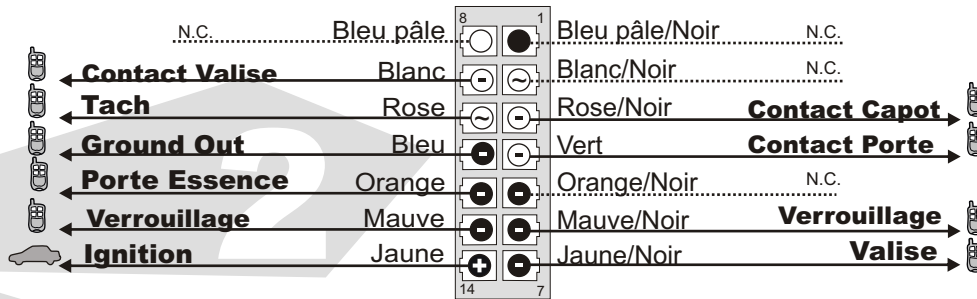 8 1
N.C. Bleu pâle Bleu pâle/Noir N.C.
Contact Valise Blanc Blanc/Noir N.C.
Tach Rose Rose/Noir Contact Capot
Ground Out Bleu Vert Contact Porte
Porte Essence Orange Orange/Noir N.C.
Verrouillage Mauve Mauve/Noir Verrouillage
Ignition Jaune Jaune/Noir Valise
14 7
2